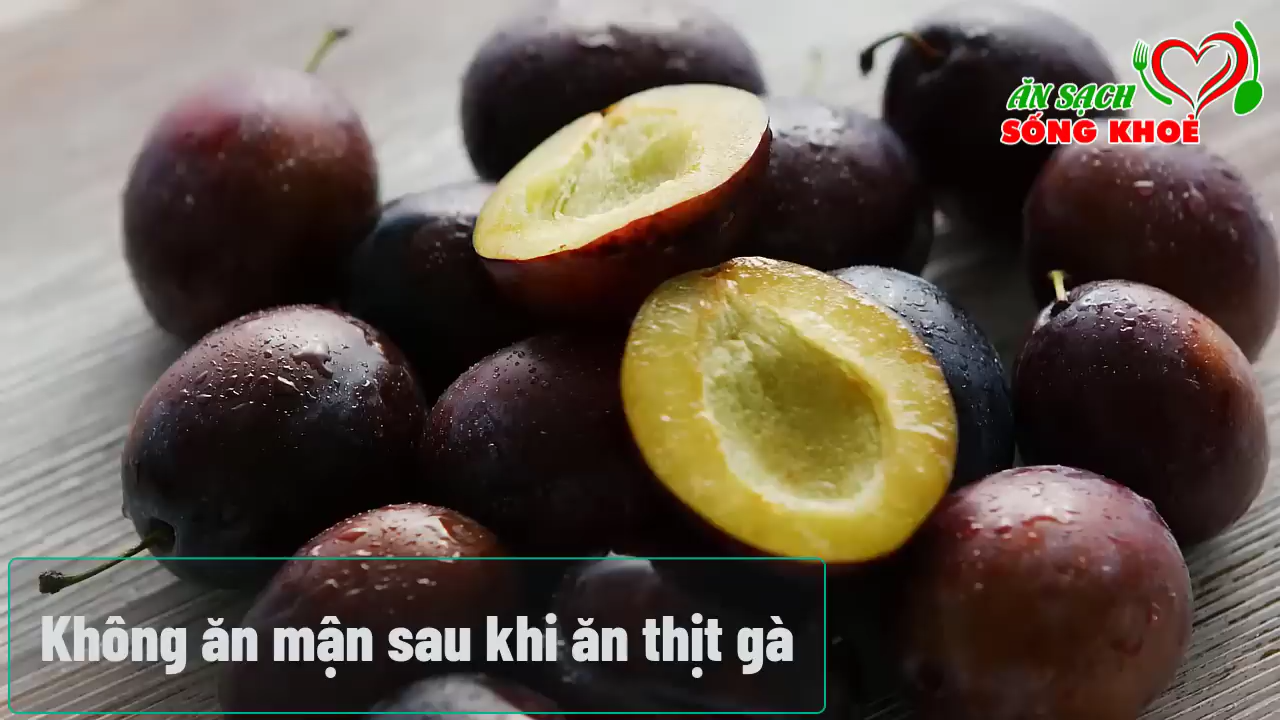 ĂN SẠCH
SỐNG KHOẺ
Không ăn mận sau khi ăn thịt gà